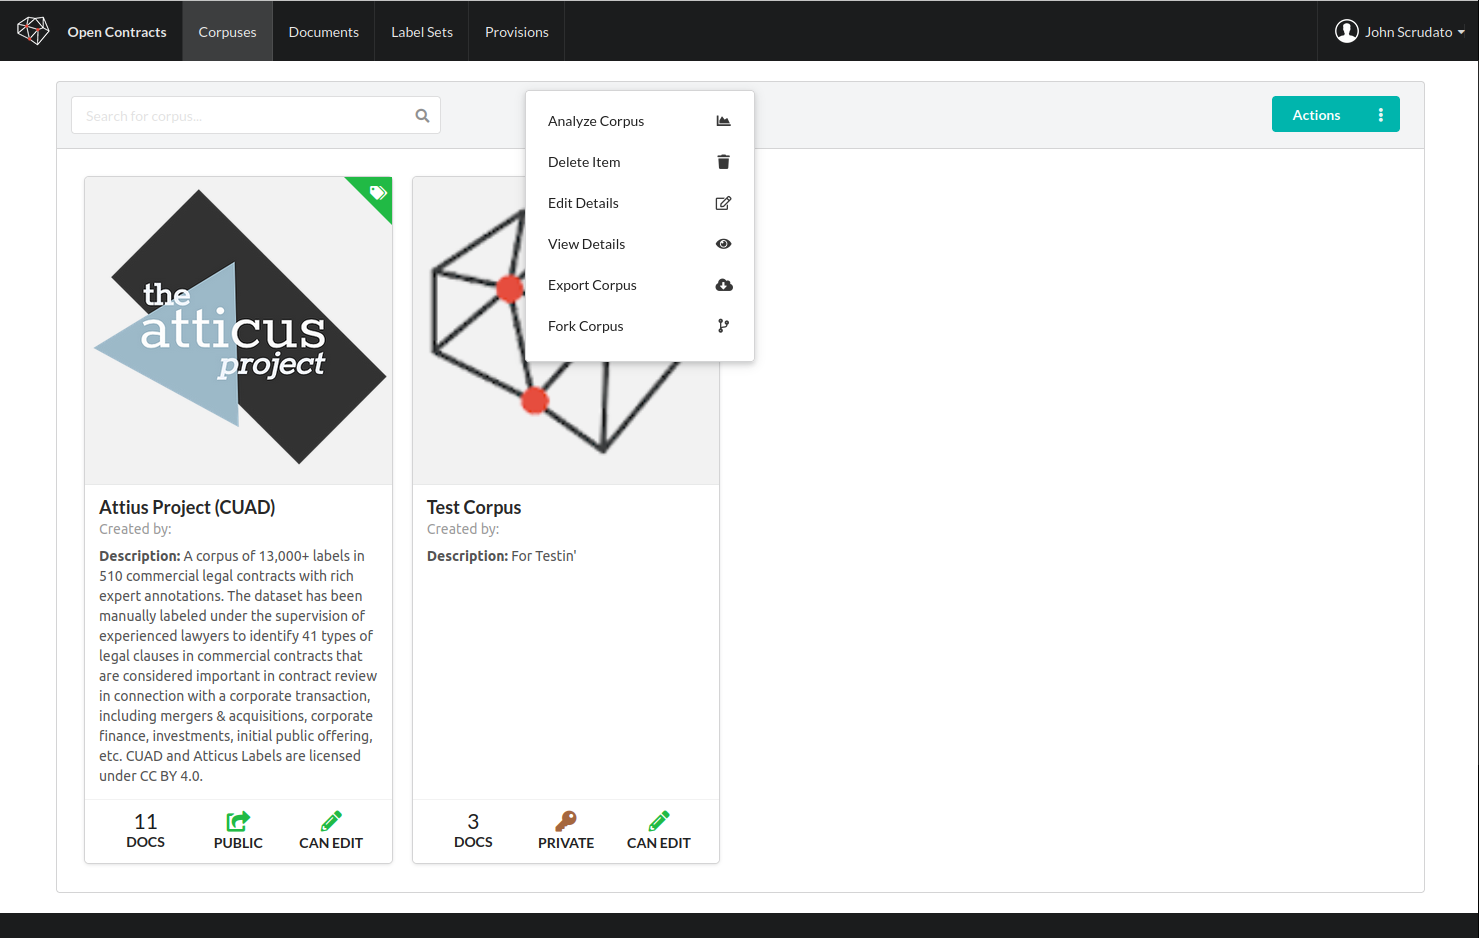 Open Contracts
Corpuses
Documents
Label Sets
Provisions
John Scrudato
Search for corpus...
Actions
Analyze Corpus
Delete Item
Edit Details
View Details
Export Corpus
Fork Corpus
the
atticus
project
Attius Project (CUAD)
Created by:
Description: A corpus of 13,000+ labels in
510 commercial legal contracts with rich
expert annotations. The dataset has been
manually labeled under the supervision of
experienced lawyers to identify 41 types of
legal clauses in commercial contracts that
are considered important in contract review
in connection with a corporate transaction,
including mergers & acquisitions, corporate
finance, investments, initial public offering,
etc. CUAD and Atticus Labels are licensed
under CC BY 4.0.
11
DOCS
PUBLIC
CAN EDIT
Test Corpus
Created by:
Description: For Testin'
3
DOCS
PRIVATE
CAN EDIT